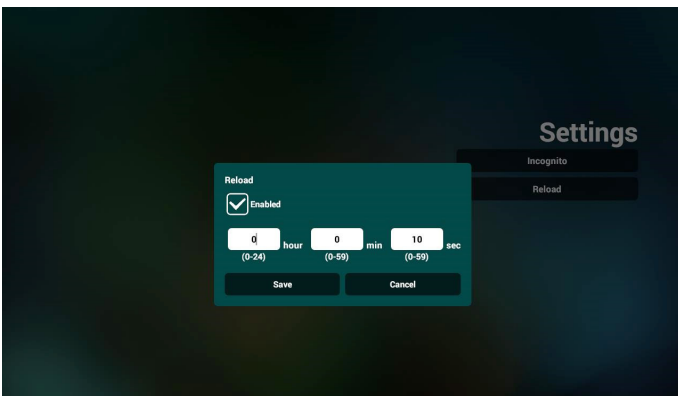 Settings
Incognito
Reload
Reload
Enabled
0 hour 0 min 10 sec
(0-24) (0-59) (0-59)
Save Cancel